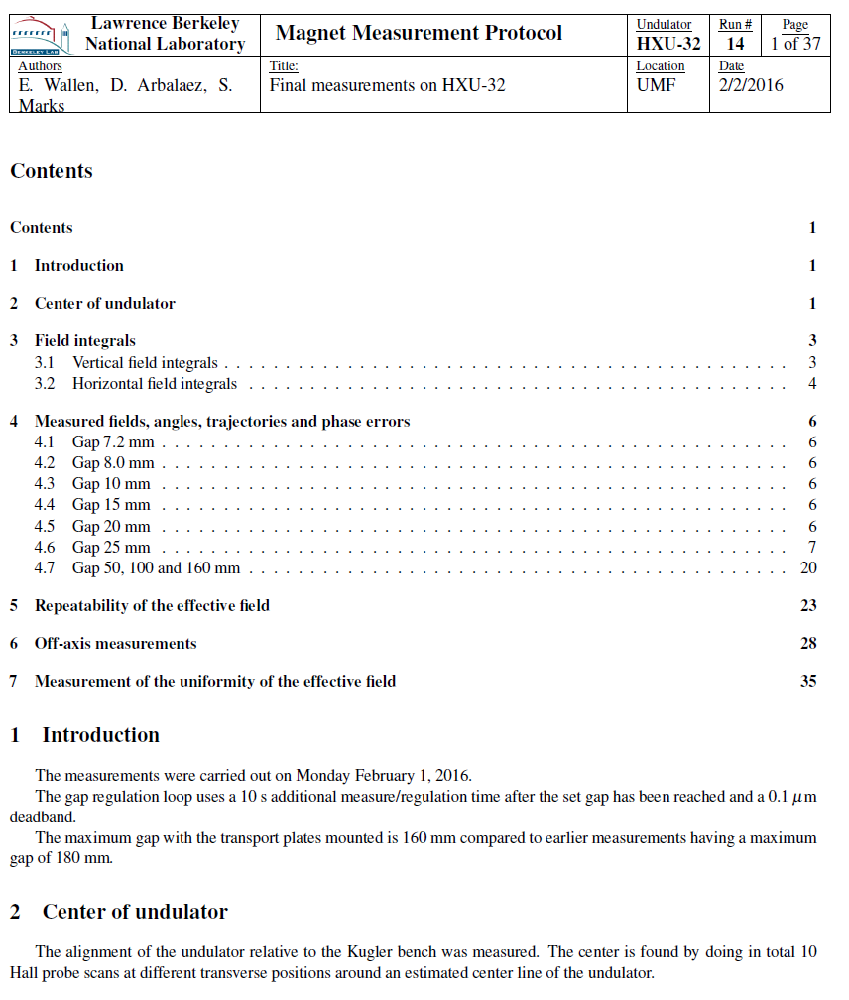 BERKELEY LAB
Lawrence Berkeley
National Laboratory
Magnet Measurement Protocol
Undulator
HXU-32
Run #
14
Page
1 of 37
Authors
E. Wallen, D. Arbalaez, S.
Marks
Title:
Final measurements on HXU-32
Location
UMF
Date
2/2/2016
Contents
Contents 1
1 Introduction 1
2 Center of undulator 1
3 Field integrals 3
3.1 Vertical field integrals . . . . . . . . . . . . . . . . . . . . . . . . . . . . . . . . . . . . . . . . . . . . . . 3
3.2 Horizontal field integrals . . . . . . . . . . . . . . . . . . . . . . . . . . . . . . . . . . . . . . . . . . . . 4
4 Measured fields, angles, trajectories and phase errors 6
4.1 Gap 7.2 mm . . . . . . . . . . . . . . . . . . . . . . . . . . . . . . . . . . . . . . . . . . . . . . . . . . 6
4.2 Gap 8.0 mm . . . . . . . . . . . . . . . . . . . . . . . . . . . . . . . . . . . . . . . . . . . . . . . . . . 6
4.3 Gap 10 mm . . . . . . . . . . . . . . . . . . . . . . . . . . . . . . . . . . . . . . . . . . . . . . . . . . 6
4.4 Gap 15 mm . . . . . . . . . . . . . . . . . . . . . . . . . . . . . . . . . . . . . . . . . . . . . . . . . . 6
4.5 Gap 20 mm . . . . . . . . . . . . . . . . . . . . . . . . . . . . . . . . . . . . . . . . . . . . . . . . . . 6
4.6 Gap 25 mm . . . . . . . . . . . . . . . . . . . . . . . . . . . . . . . . . . . . . . . . . . . . . . . . . . 7
4.7 Gap 50, 100 and 160 mm . . . . . . . . . . . . . . . . . . . . . . . . . . . . . . . . . . . . . . . . . . . . 20
5 Repeatability of the effective field 23
6 Off-axis measurements 28
7 Measurement of the uniformity of the effective field 35
1 Introduction
The measurements were carried out on Monday February 1, 2016.
The gap regulation loop uses a 10 s additional measure/regulation time after the set gap has been reached and a 0.1 μm
deadband.
The maximum gap with the transport plates mounted is 160 mm compared to earlier measurements having a maximum
gap of 180 mm.
2 Center of undulator
The alignment of the undulator relative to the Kugler bench was measured. The center is found by doing in total 10
Hall probe scans at different transverse positions around an estimated center line of the undulator.